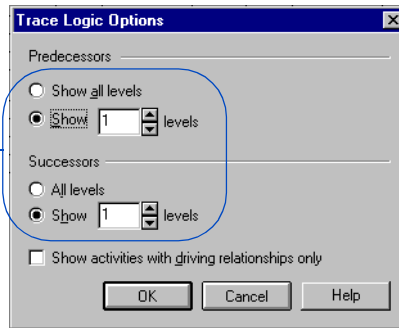 Trace Logic Options
Predecessors
Show all levels
Show 1 levels
Successors
All levels
Show 1 levels
Show activities with driving relationships only
OK Cancel Help